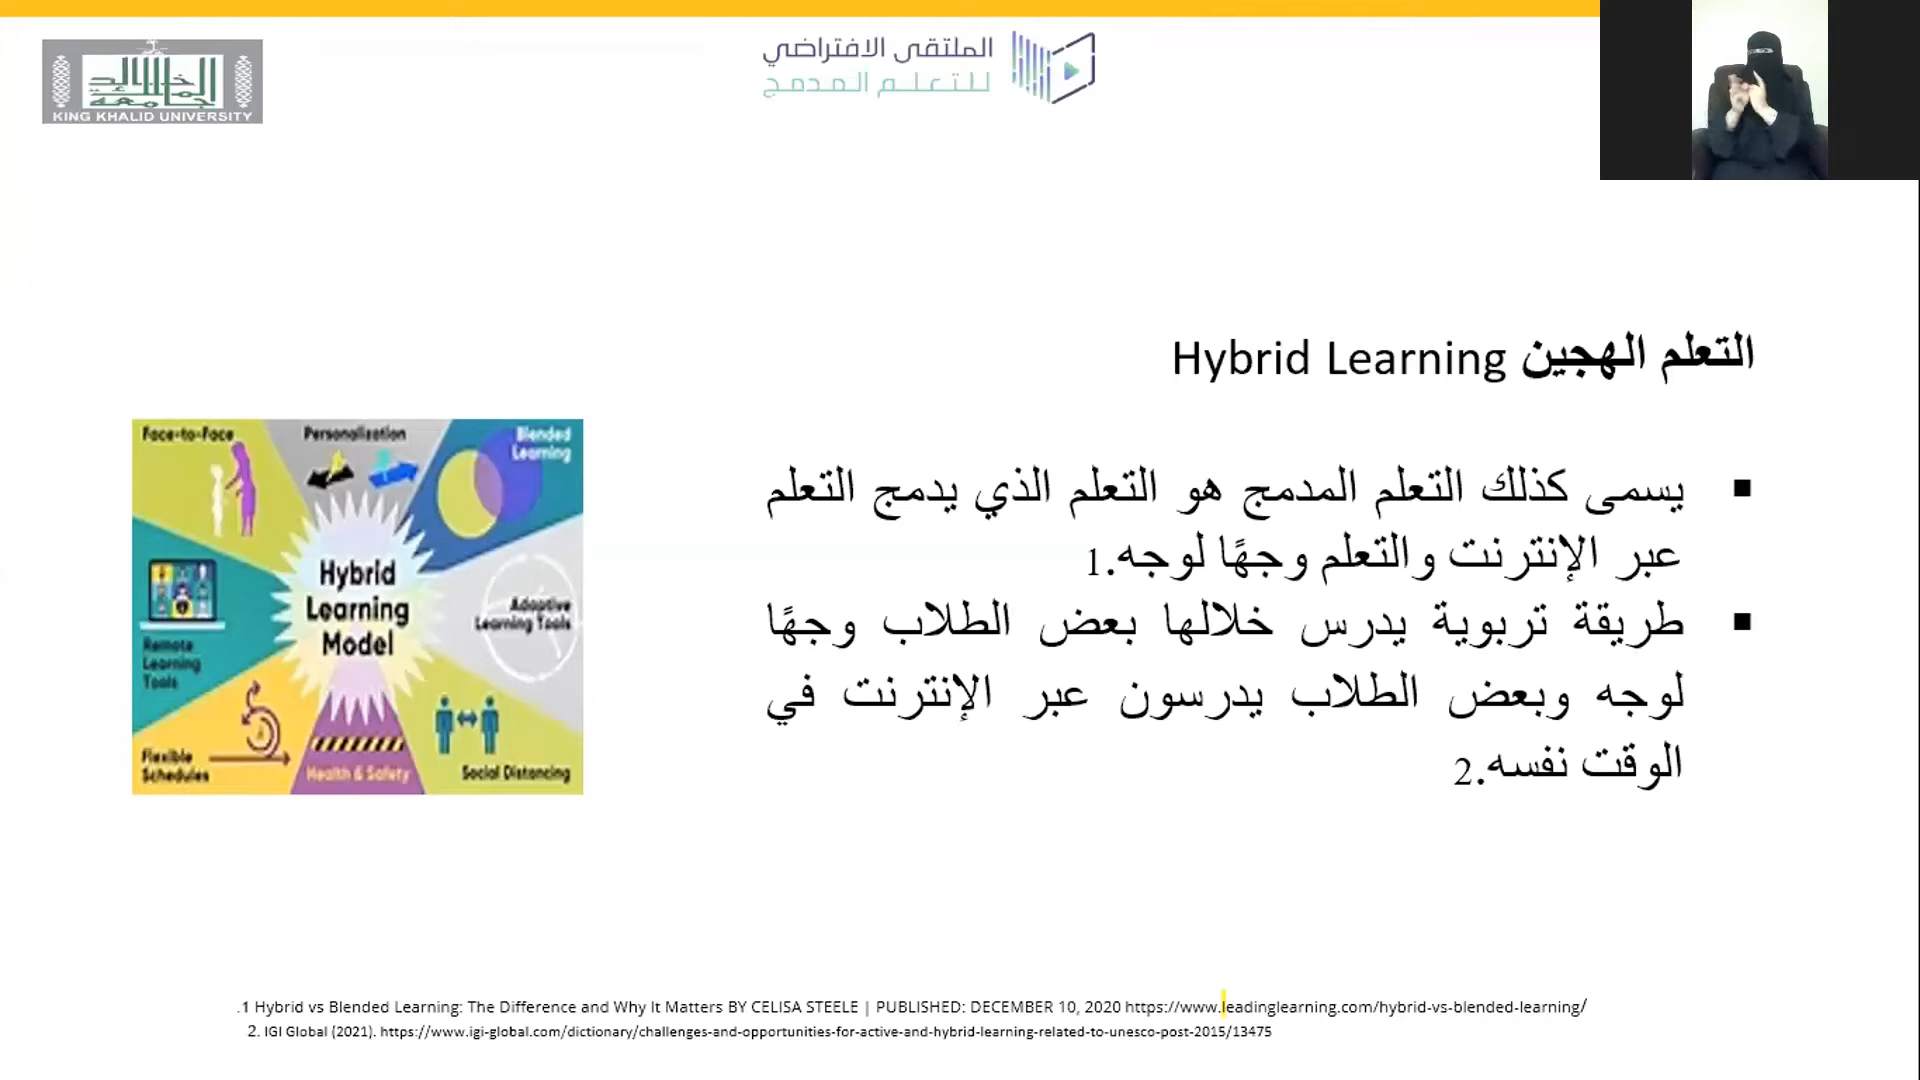 جامعة الملك خالد
KING KHALID UNIVERSITY
الملتقى الافتراضي
للتعلم المدمج
التعلم الهجين Hybrid Learning
▪ يسمى كذلك التعلم المدمج هو التعلم الذي يدمج التعلم
عبر الإنترنت والتعلم وجهًا لوجه.1
▪ طريقة تربوية يدرس خلالها بعض الطلاب وجهًا
لوجه وبعض الطلاب يدرسون عبر الإنترنت في
الوقت نفسه.2
Face-to-Face
Personalization
Blended
Learning
Hybrid
Learning
Model
Adaptive
Learning Tools
Remote
Learning
Tools
Flexible
Schedules
Health & Safety
Social Distancing
.1 Hybrid vs Blended Learning: The Difference and Why It Matters BY CELISA STEELE | PUBLISHED: DECEMBER 10, 2020 https://www.leadinglearning.com/hybrid-vs-blended-learning/
2. IGI Global (2021). https://www.igi-global.com/dictionary/challenges-and-opportunities-for-active-and-hybrid-learning-related-to-unesco-post-2015/13475